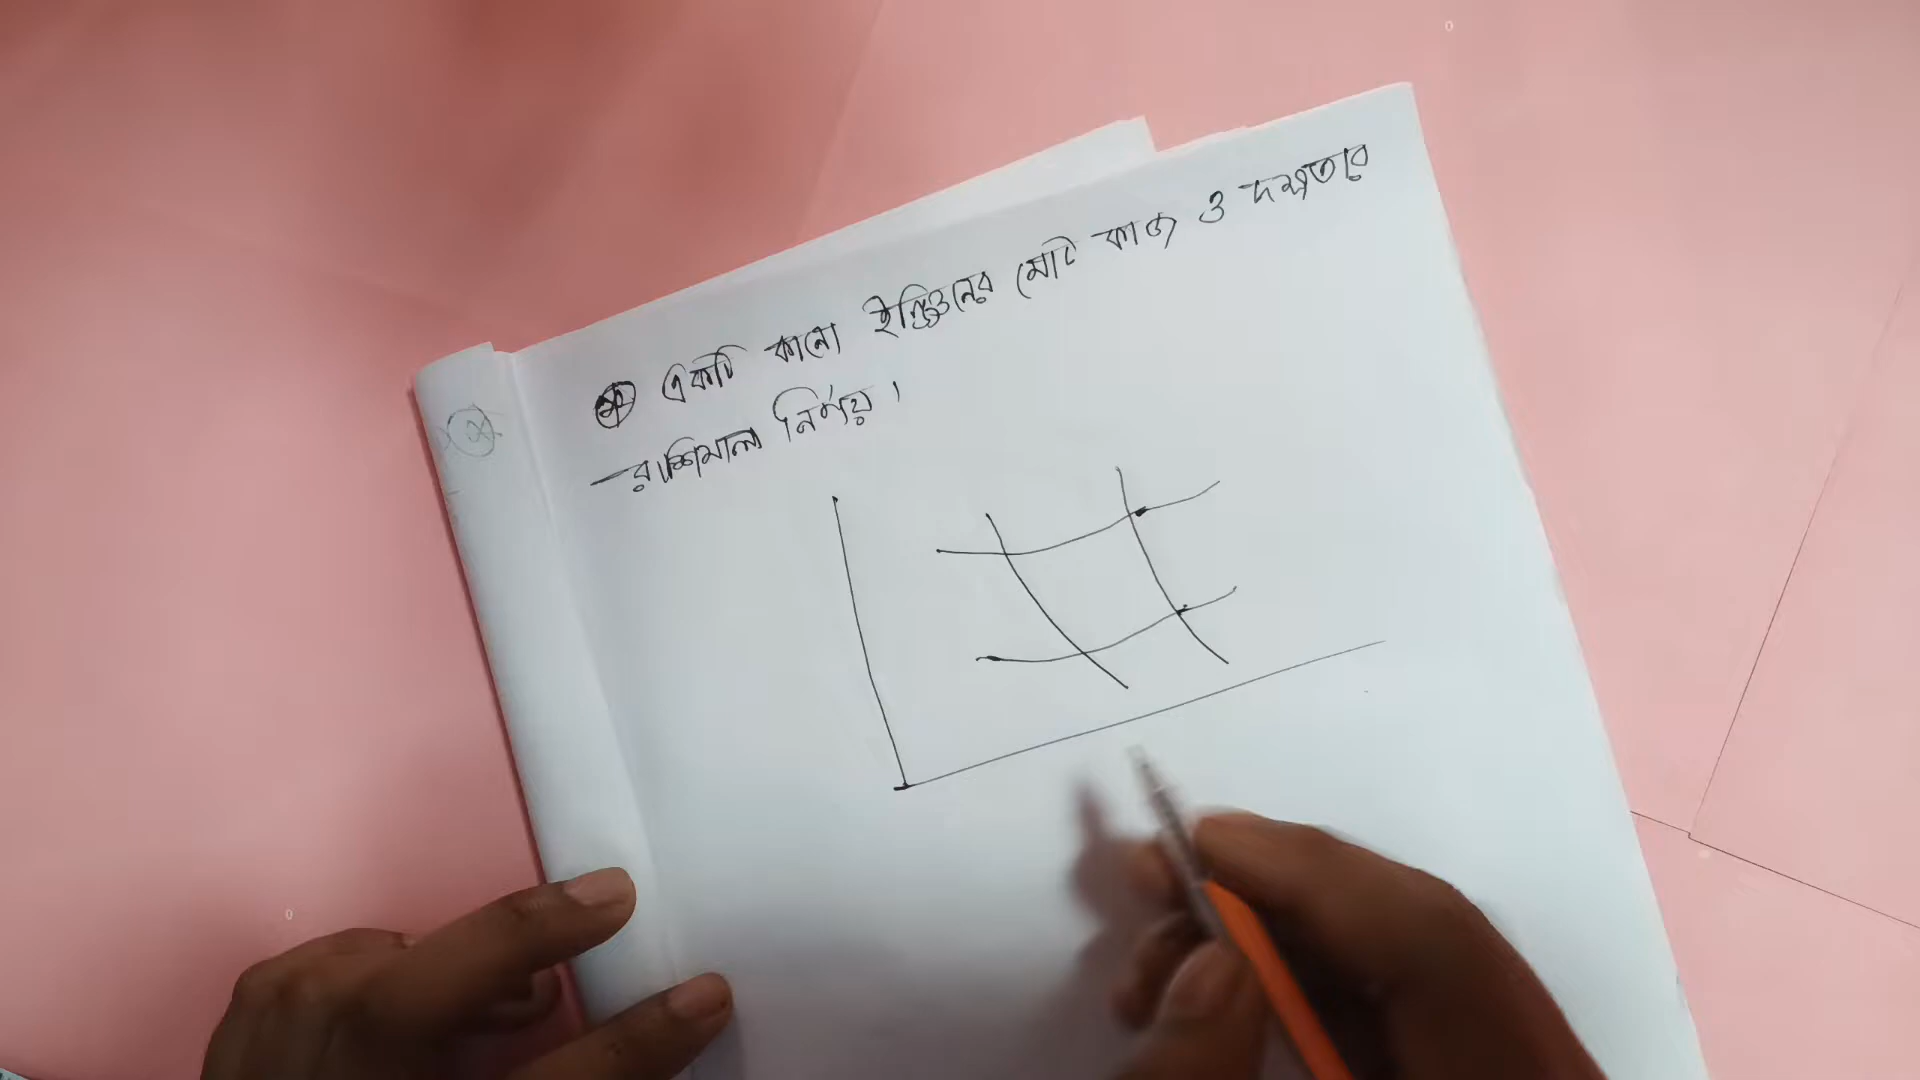 একটি কার্নো ইঞ্জিনের মোট কাজ ও দক্ষতার
রাশিমালা নির্ণয়।